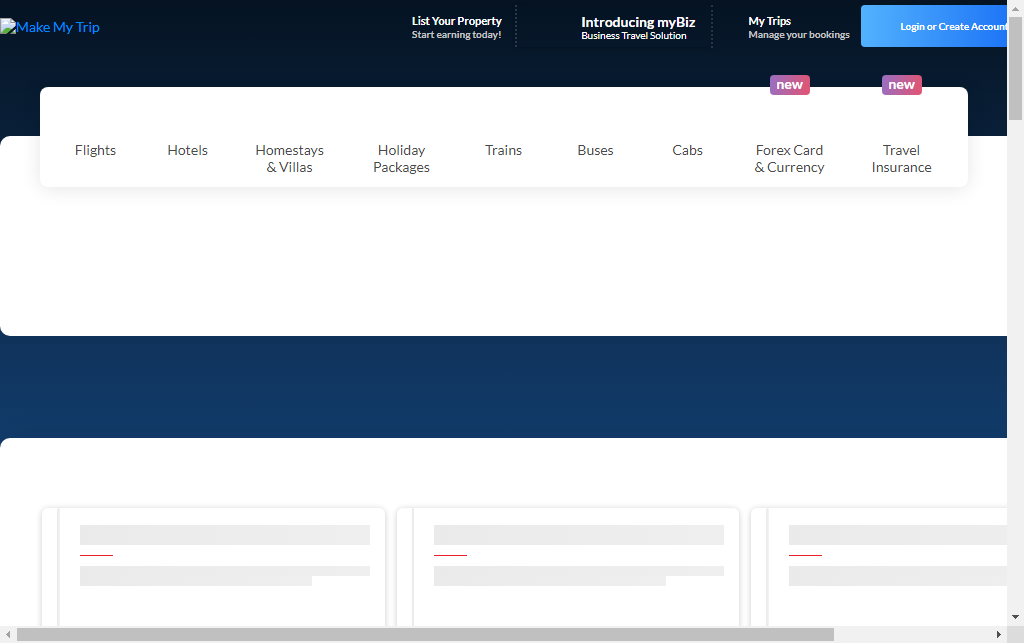 Make My Trip
List Your Property
Start earning today!
Introducing myBiz
Business Travel Solution
My Trips
Manage your bookings
Login or Create Account
new
new
Flights
Hotels
Homestays
& Villas
Holiday
Packages
Trains
Buses
Cabs
Forex Card
& Currency
Travel
Insurance